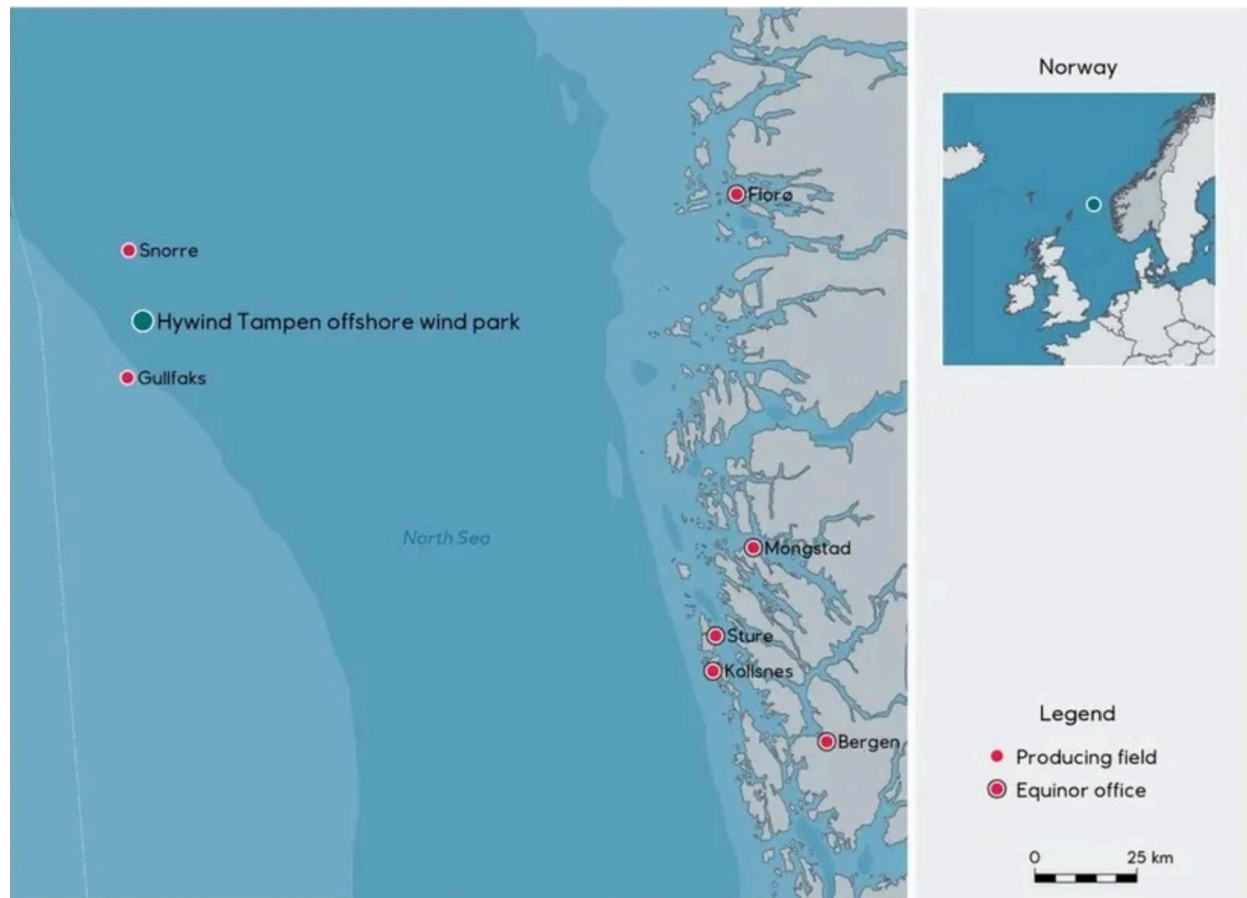 Norway
Florø
Snorre
Hywind Tampen offshore wind park
Gullfaks
North Sea
Mongstad
Sture
Kollsnes
Bergen
Legend
Producing field
Equinor office
0 25 km